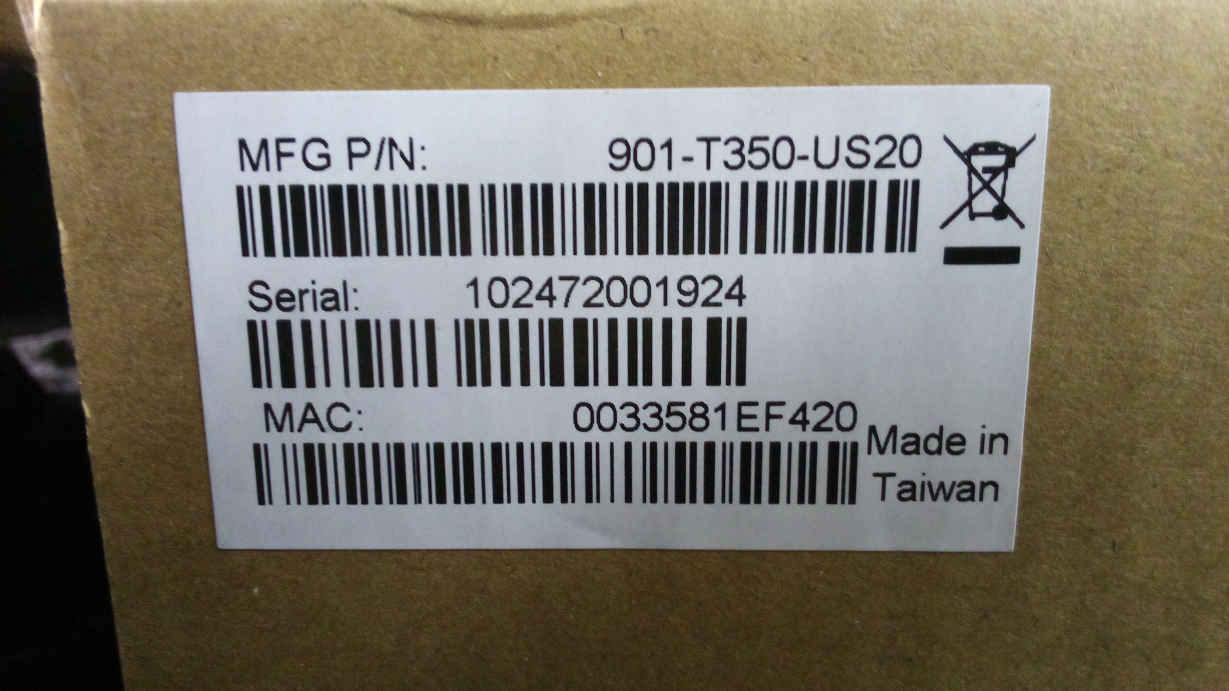 MFG P/N: 901-T350-US20
Serial: 102472001924
MAC: 0033581EF420
Made in
Taiwan